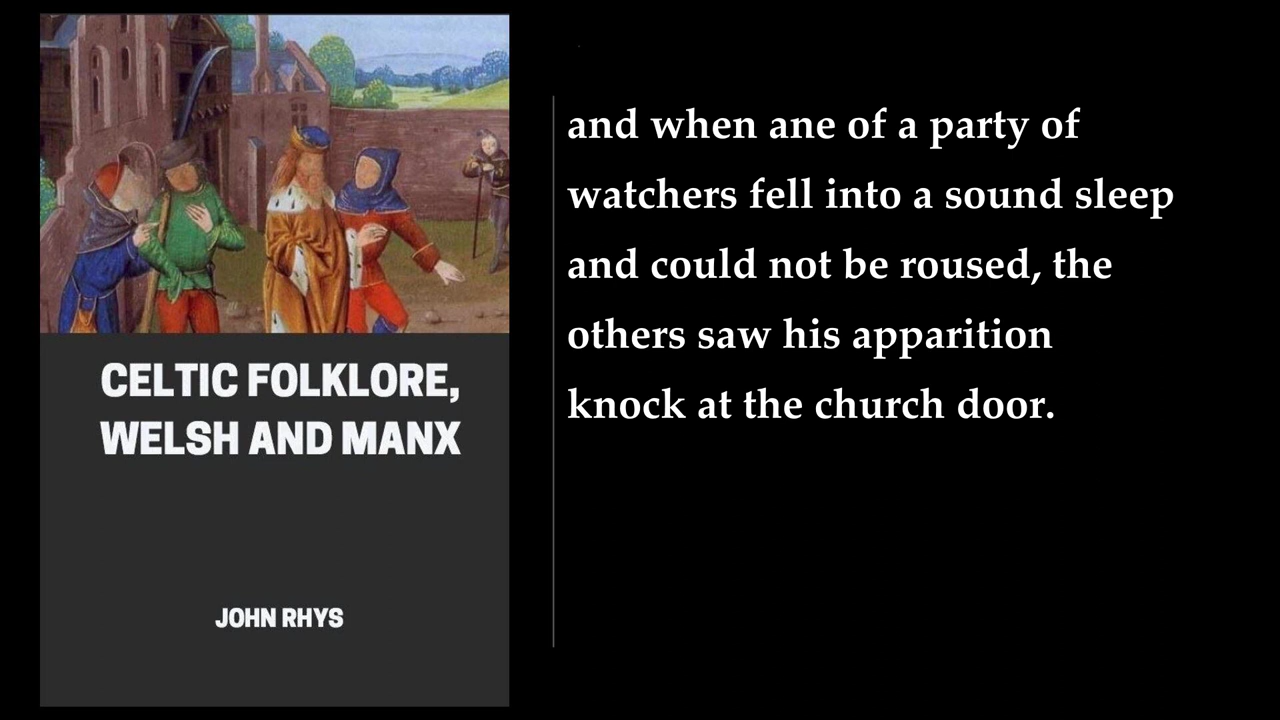 CELTIC FOLKLORE,
WELSH AND MANX
JOHN RHYS
and when ane of a party of
watchers fell into a sound sleep
and could not be roused, the
others saw his apparition
knock at the church door.